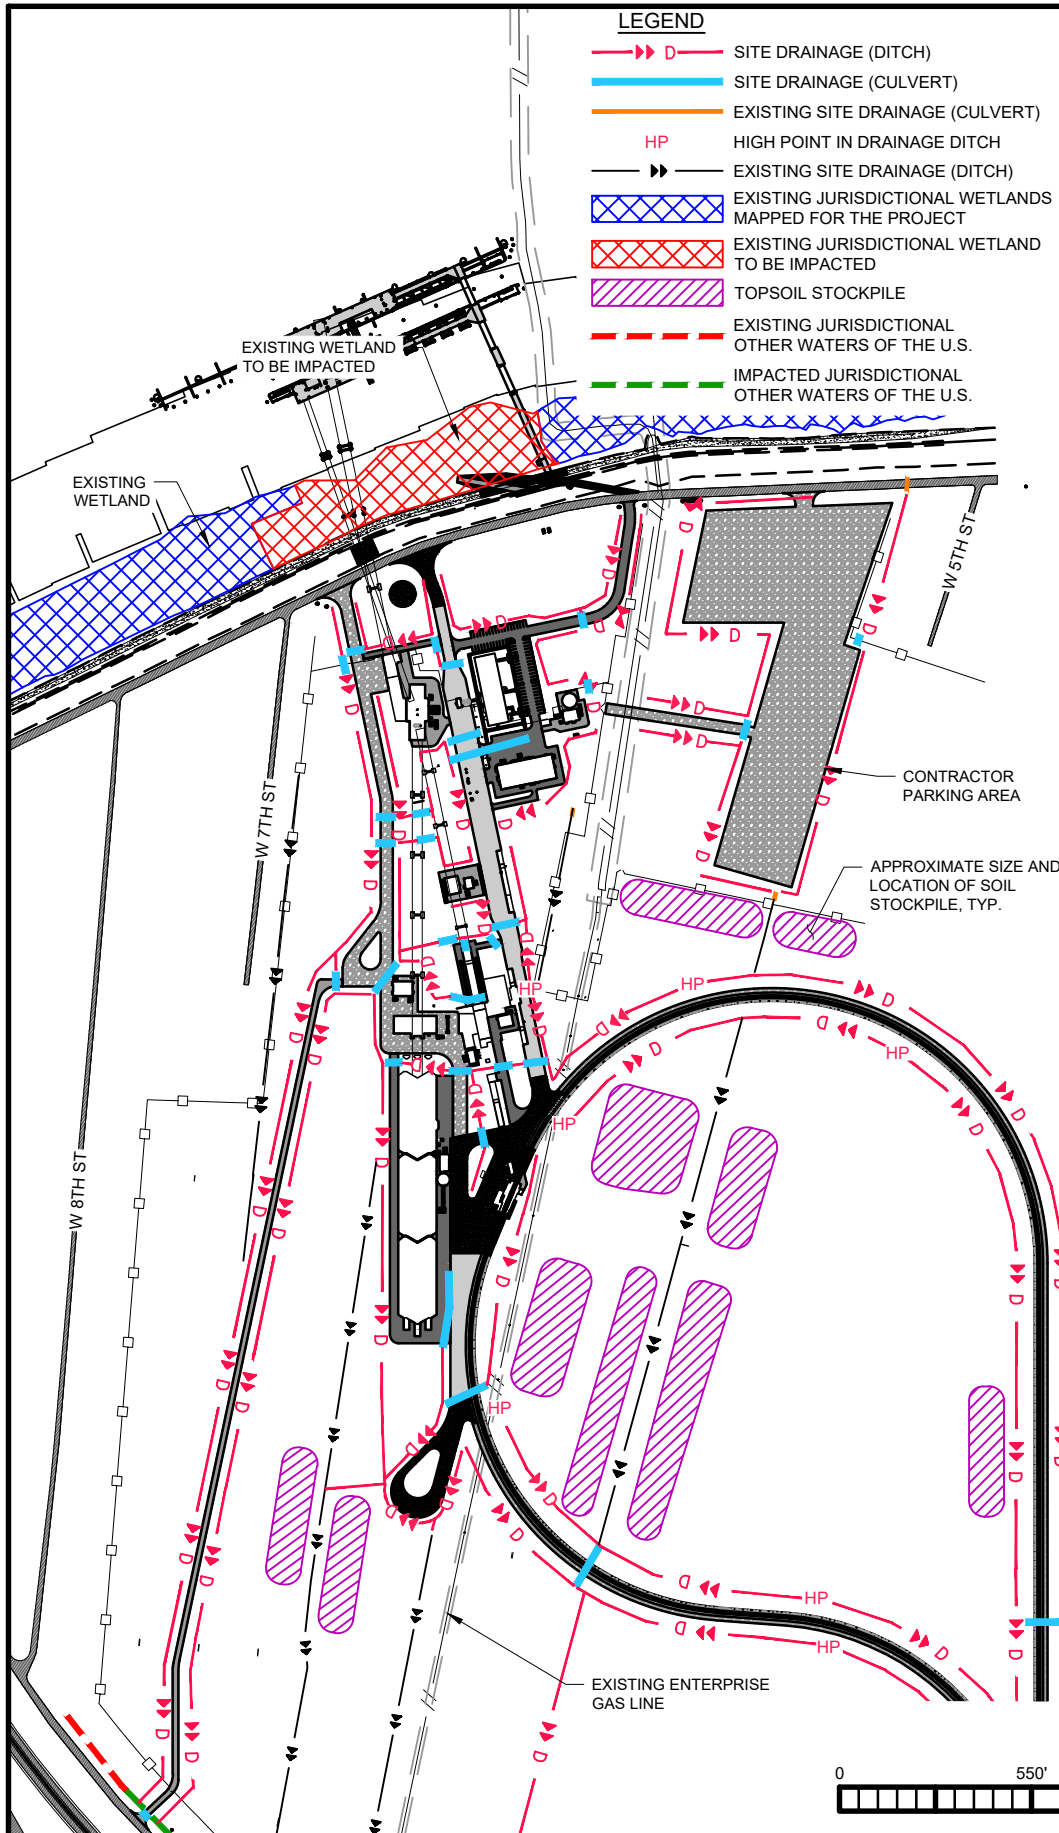 LEGEND
D SITE DRAINAGE (DITCH)
SITE DRAINAGE (CULVERT)
EXISTING SITE DRAINAGE (CULVERT)
HP HIGH POINT IN DRAINAGE DITCH
EXISTING SITE DRAINAGE (DITCH)
EXISTING JURISDICTIONAL WETLANDS
MAPPED FOR THE PROJECT
EXISTING JURISDICTIONAL WETLAND
TO BE IMPACTED
TOPSOIL STOCKPILE
EXISTING JURISDICTIONAL
OTHER WATERS OF THE U.S.
IMPACTED JURISDICTIONAL
OTHER WATERS OF THE U.S.
EXISTING WETLAND
TO BE IMPACTED
EXISTING
WETLAND
W 5TH ST
W 7TH ST
W 8TH ST
CONTRACTOR
PARKING AREA
APPROXIMATE SIZE AND
LOCATION OF SOIL
STOCKPILE, TYP.
HP
HP
HP
HP
HP
HP
HP
EXISTING ENTERPRISE
GAS LINE
0 550'